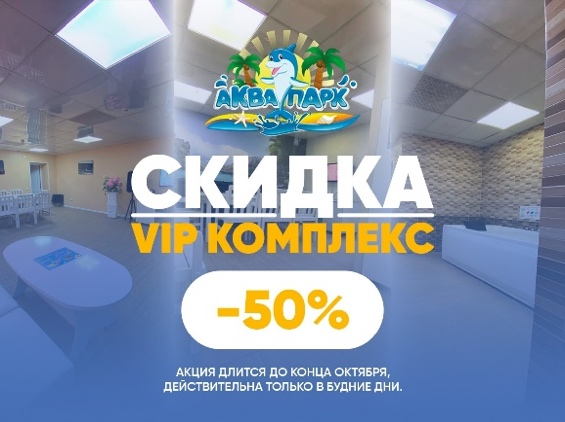 АКВА ПАРК
СКИДКА
VIP КОМПЛЕКС
-50%
АКЦИЯ ДЛИТСЯ ДО КОНЦА ОКТЯБРЯ,
ДЕЙСТВИТЕЛЬНА ТОЛЬКО В БУДНИЕ ДНИ.